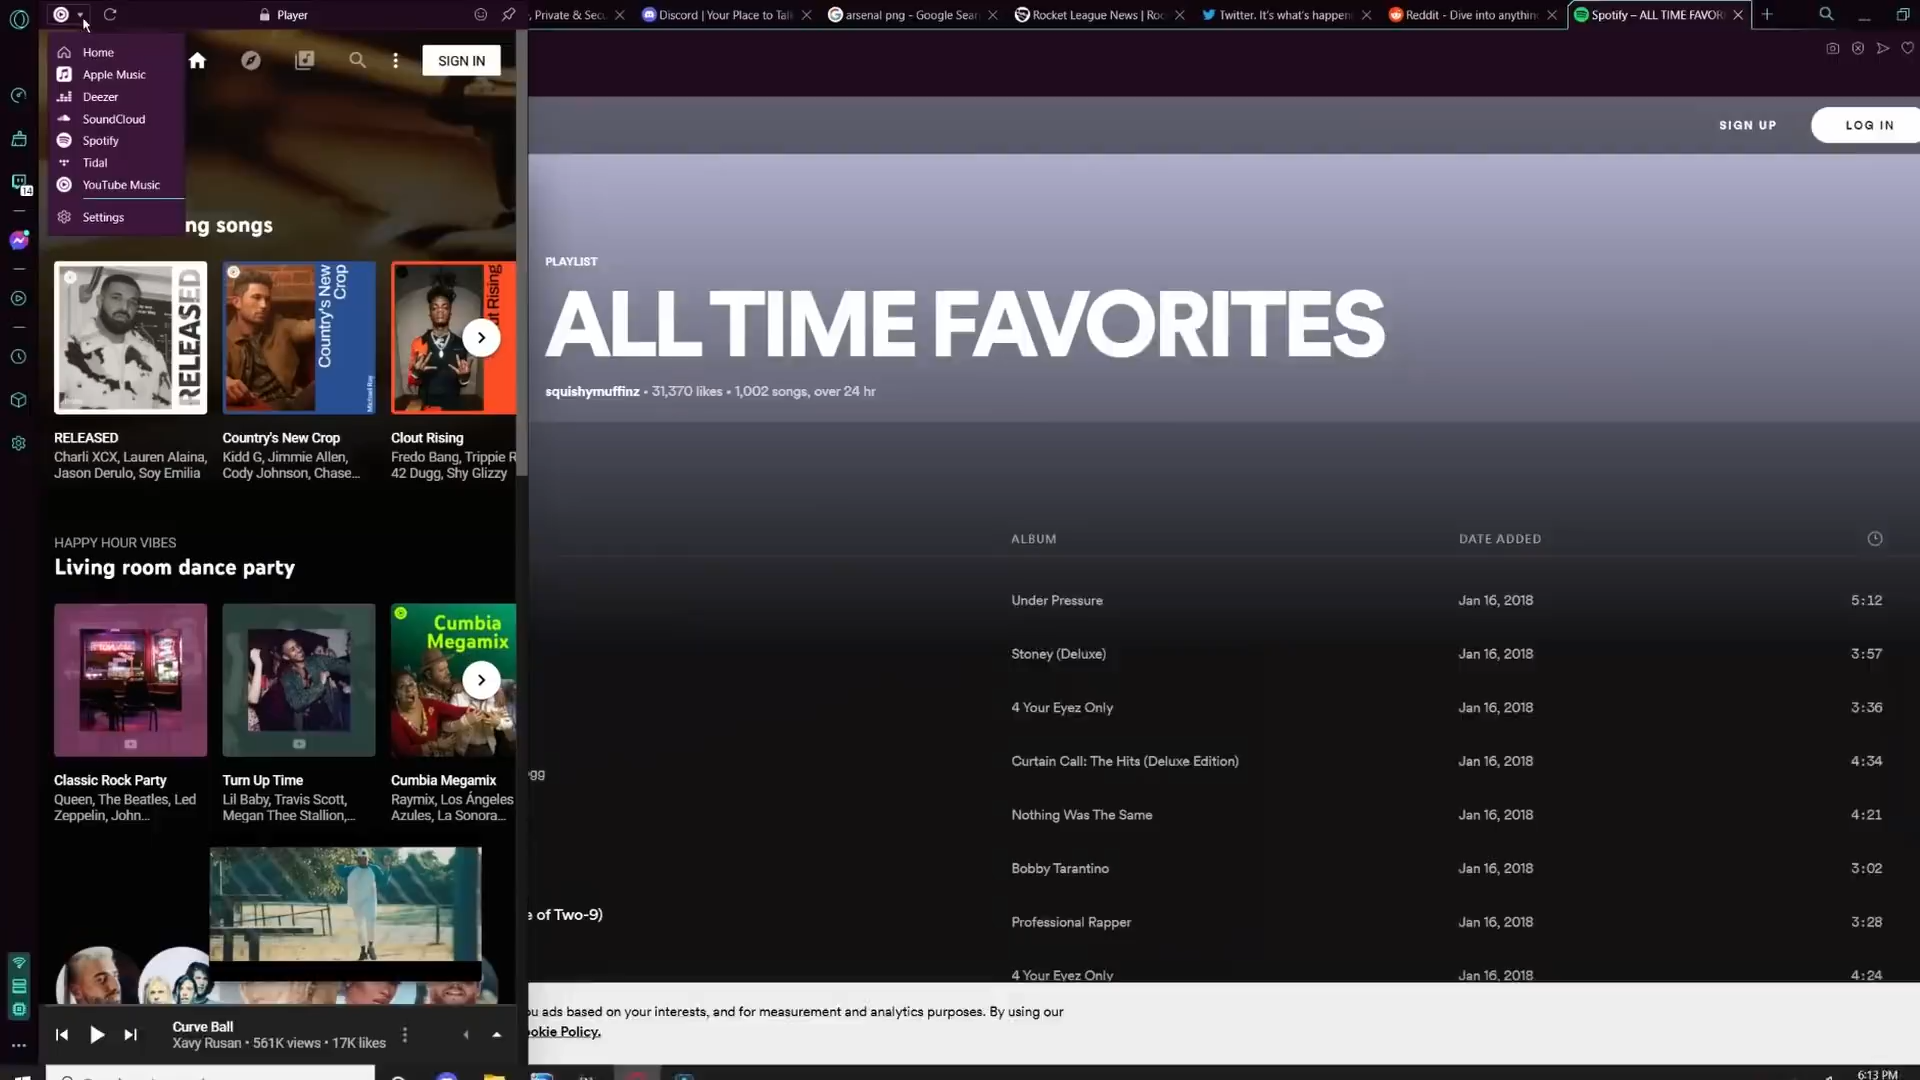 Player
, Private & Secu
Discord | Your Place to Talk
arsenal png - Google Sear
Rocket League News | Roc
Twitter. It's what's happen
Reddit - Dive into anythin
Spotify – ALL TIME FAVOR
Home
Apple Music
Deezer
SoundCloud
Spotify
Tidal
YouTube Music
Settings
SIGN IN
SIGN UP
LOG IN
ng songs
14
RELEASED
Country's New Crop
Michael Ray
ut Rising
RELEASED
Charli XCX, Lauren Alaina,
Jason Derulo, Soy Emilia
Country's New Crop
Kidd G, Jimmie Allen,
Cody Johnson, Chase...
Clout Rising
Fredo Bang, Trippie R
42 Dugg, Shy Glizzy
HAPPY HOUR VIBES
Living room dance party
Cumbia
Megamix
Classic Rock Party
Queen, The Beatles, Led
Zeppelin, John...
Turn Up Time
Lil Baby, Travis Scott,
Megan Thee Stallion,...
Cumbia Megamix
Raymix, Los Ángeles
Azules, La Sonora...
Curve Ball
Xavy Rusan • 561K views • 17K likes
PLAYLIST
ALL TIME FAVORITES
squishymuffinz • 31,370 likes • 1,002 songs, over 24 hr
ALBUM DATE ADDED
Under Pressure Jan 16, 2018 5:12
Stoney (Deluxe) Jan 16, 2018 3:57
4 Your Eyez Only Jan 16, 2018 3:36
ogg Curtain Call: The Hits (Deluxe Edition) Jan 16, 2018 4:34
Nothing Was The Same Jan 16, 2018 4:21
Bobby Tarantino Jan 16, 2018 3:02
e of Two-9) Professional Rapper Jan 16, 2018 3:28
4 Your Eyez Only Jan 16, 2018 4:24
u ads based on your interests, and for measurement and analytics purposes. By using our
okie Policy.
6:13 PM